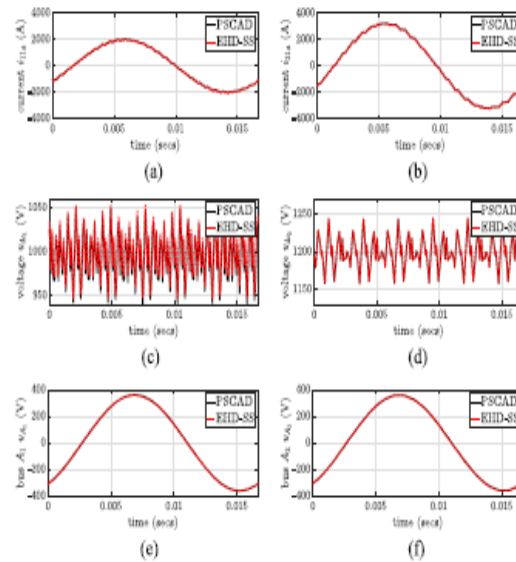 PSCAD
EHD-SS
current i11a (A)
4000
2000
0
-2000
-4000
0
0.005
0.01
0.015
time (secs)
(a)
PSCAD
EHD-SS
4000
2000
0
-2000
-4000
0
0.005
0.01
0.015
time (secs)
(b)
PSCAD
EHD-SS
1050
1000
950
0
0.005
0.01
0.015
time (secs)
(c)
PSCAD
EHD-SS
1250
1200
1150
0
0.005
0.01
0.015
time (secs)
(d)
PSCAD
EHD-SS
400
200
0
-200
-400
0
0.005
0.01
0.015
time (secs)
(e)
PSCAD
EHD-SS
400
200
0
-200
-400
0
0.005
0.01
0.015
time (secs)
(f)